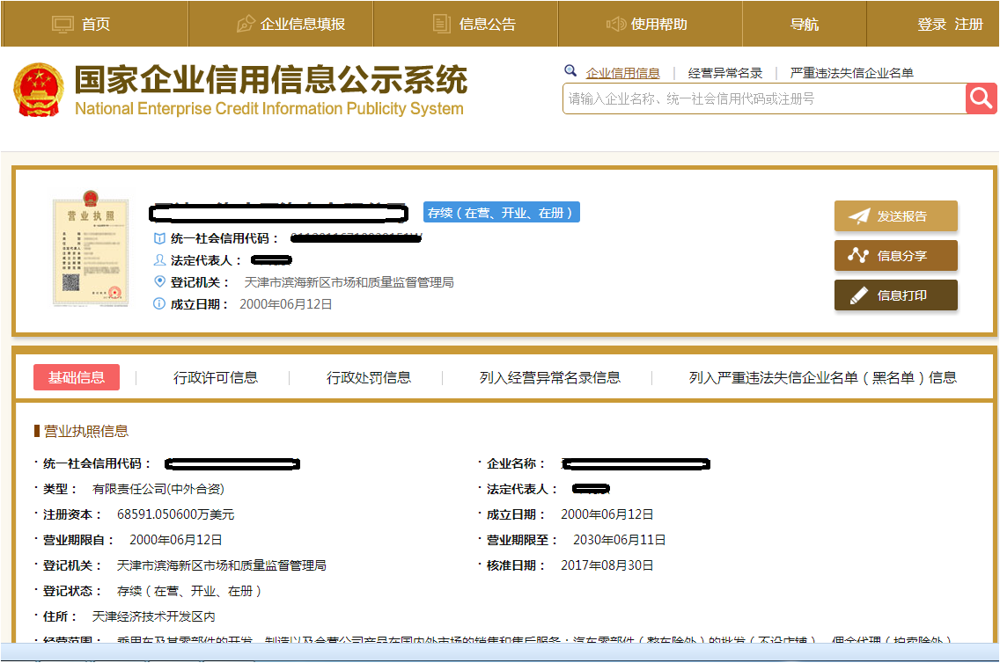 首页 企业信息填报 信息公告 使用帮助 导航 登录 注册
国家企业信用信息公示系统
National Enterprise Credit Information Publicity System
企业信用信息 | 经营异常名录 | 严重违法失信企业名单
请输入企业名称、统一社会信用代码或注册号
营业执照
存续（在营、开业、在册）
统一社会信用代码：
法定代表人：
登记机关： 天津市滨海新区市场和质量监督管理局
成立日期： 2000年06月12日
发送报告
信息分享
信息打印
基础信息 行政许可信息 行政处罚信息 列入经营异常名录信息 列入严重违法失信企业名单（黑名单）信息
营业执照信息
· 统一社会信用代码： · 企业名称：
· 类型： 有限责任公司(中外合资) · 法定代表人：
· 注册资本： 68591.050600万美元 · 成立日期： 2000年06月12日
· 营业期限自： 2000年06月12日 · 营业期限至： 2030年06月11日
· 登记机关： 天津市滨海新区市场和质量监督管理局 · 核准日期： 2017年08月30日
· 登记状态： 存续（在营、开业、在册）
· 住所： 天津经济技术开发区内
· 经营范围： 乘用车及其零部件的开发、制造以及合营公司产品在国内外市场的销售和售后服务；汽车零部件（整车除外）的批发（不设店铺）、佣金代理（拍卖除外）